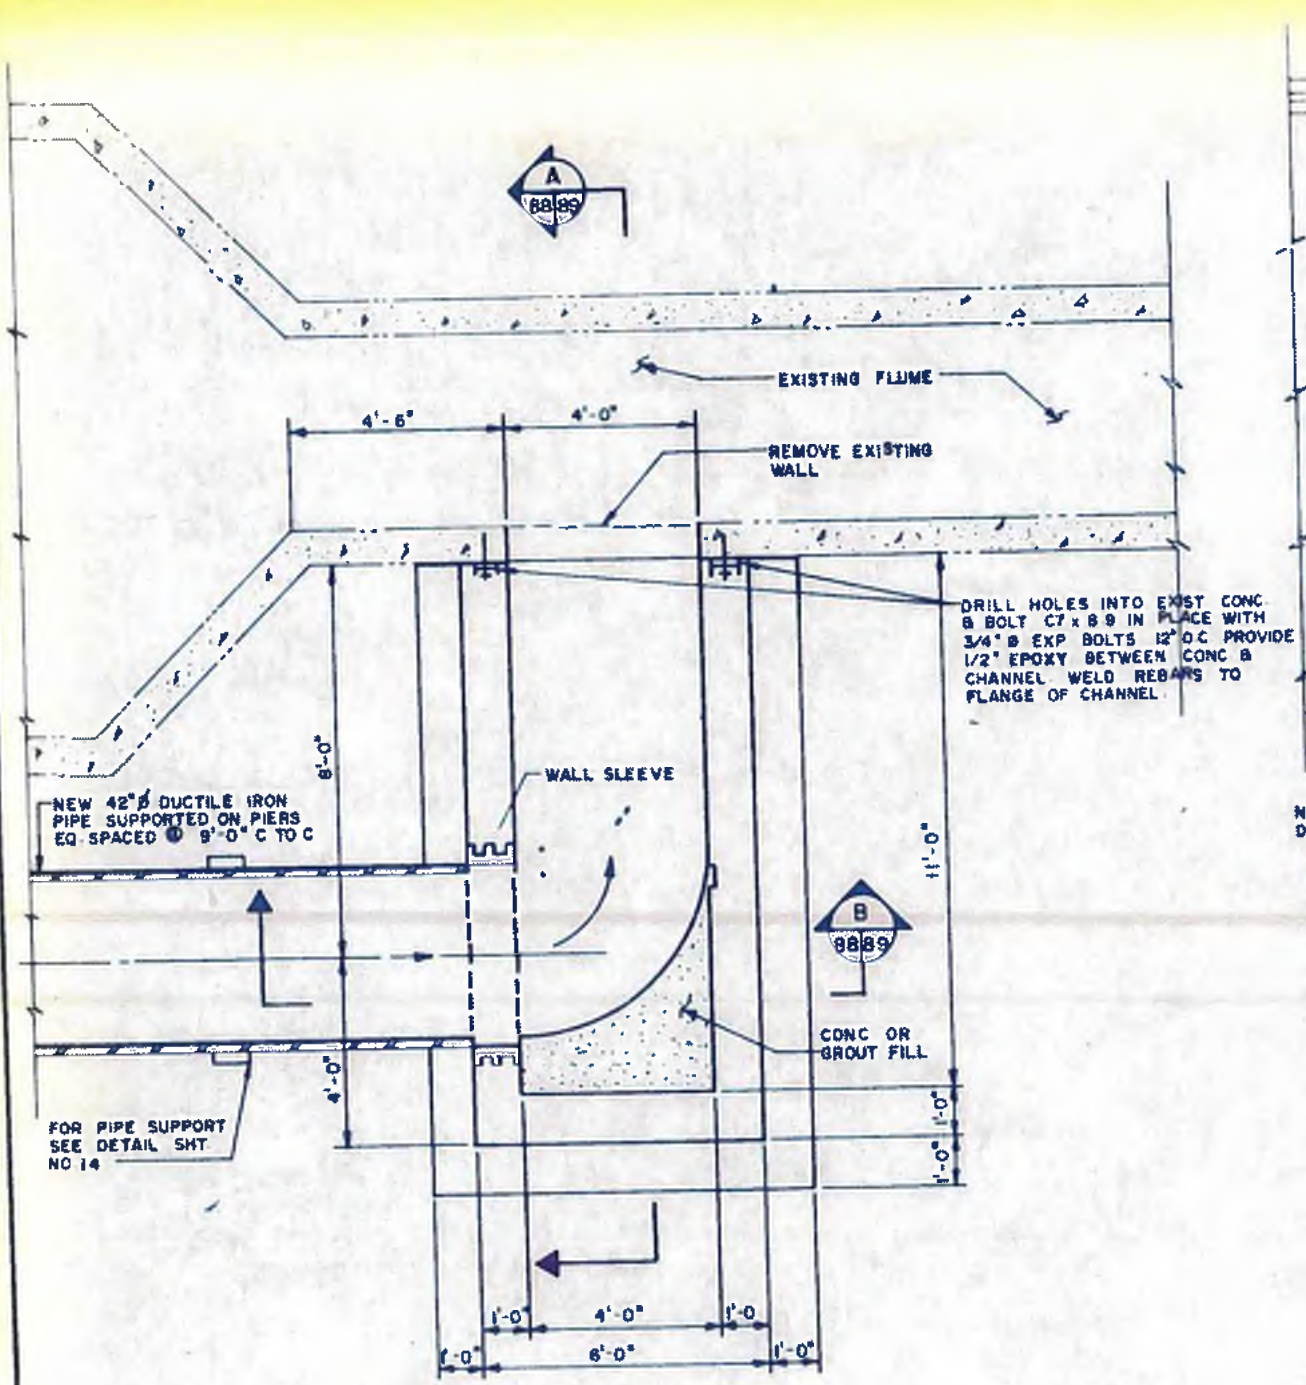 A
88 89
EXISTING FLUME
4'-6"
4'-0"
REMOVE EXISTING
WALL
DRILL HOLES INTO EXIST CONC.
& BOLT C7 x 8 9 IN PLACE WITH
3/4" Ø EXP BOLTS 12" O.C PROVIDE
1/2" EPOXY BETWEEN CONC &
CHANNEL WELD REBARS TO
FLANGE OF CHANNEL
8'-0"
WALL SLEEVE
NEW 42" Ø DUCTILE IRON
PIPE SUPPORTED ON PIERS
EQ. SPACED @ 9'-0" C TO C
11'-0"
B
88 89
CONC OR
GROUT FILL
4'-0"
FOR PIPE SUPPORT
SEE DETAIL SHT
NO 14
1'-0"
1'-0"
1'-0" 4'-0" 1'-0
1'-0" 6'-0" 1'-0"
N
D